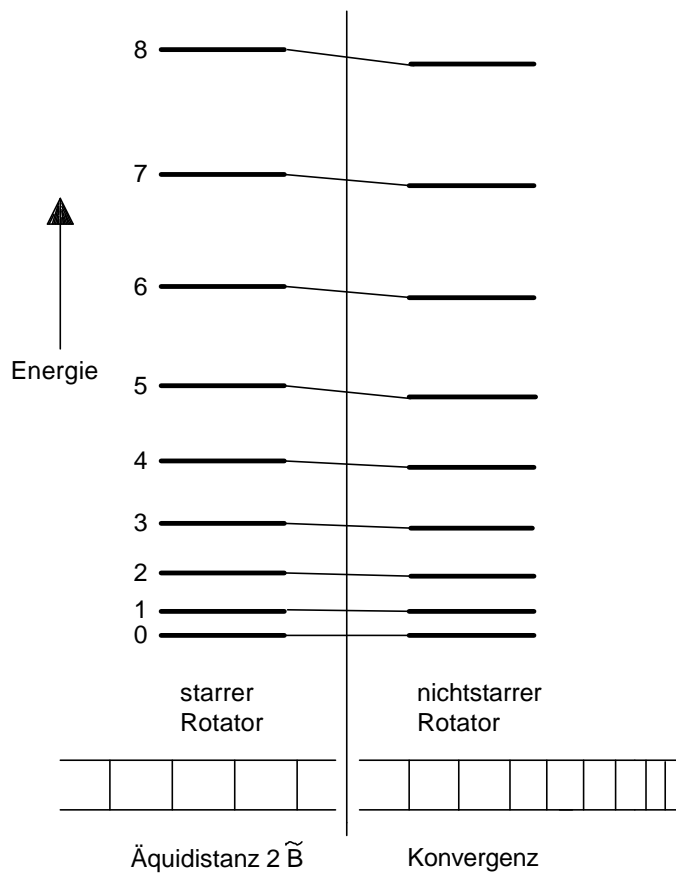 8
7
6
Energie
5
4
3
2
1
0
starrer
Rotator
nichtstarrer
Rotator
Äquidistanz 2 B̃
Konvergenz